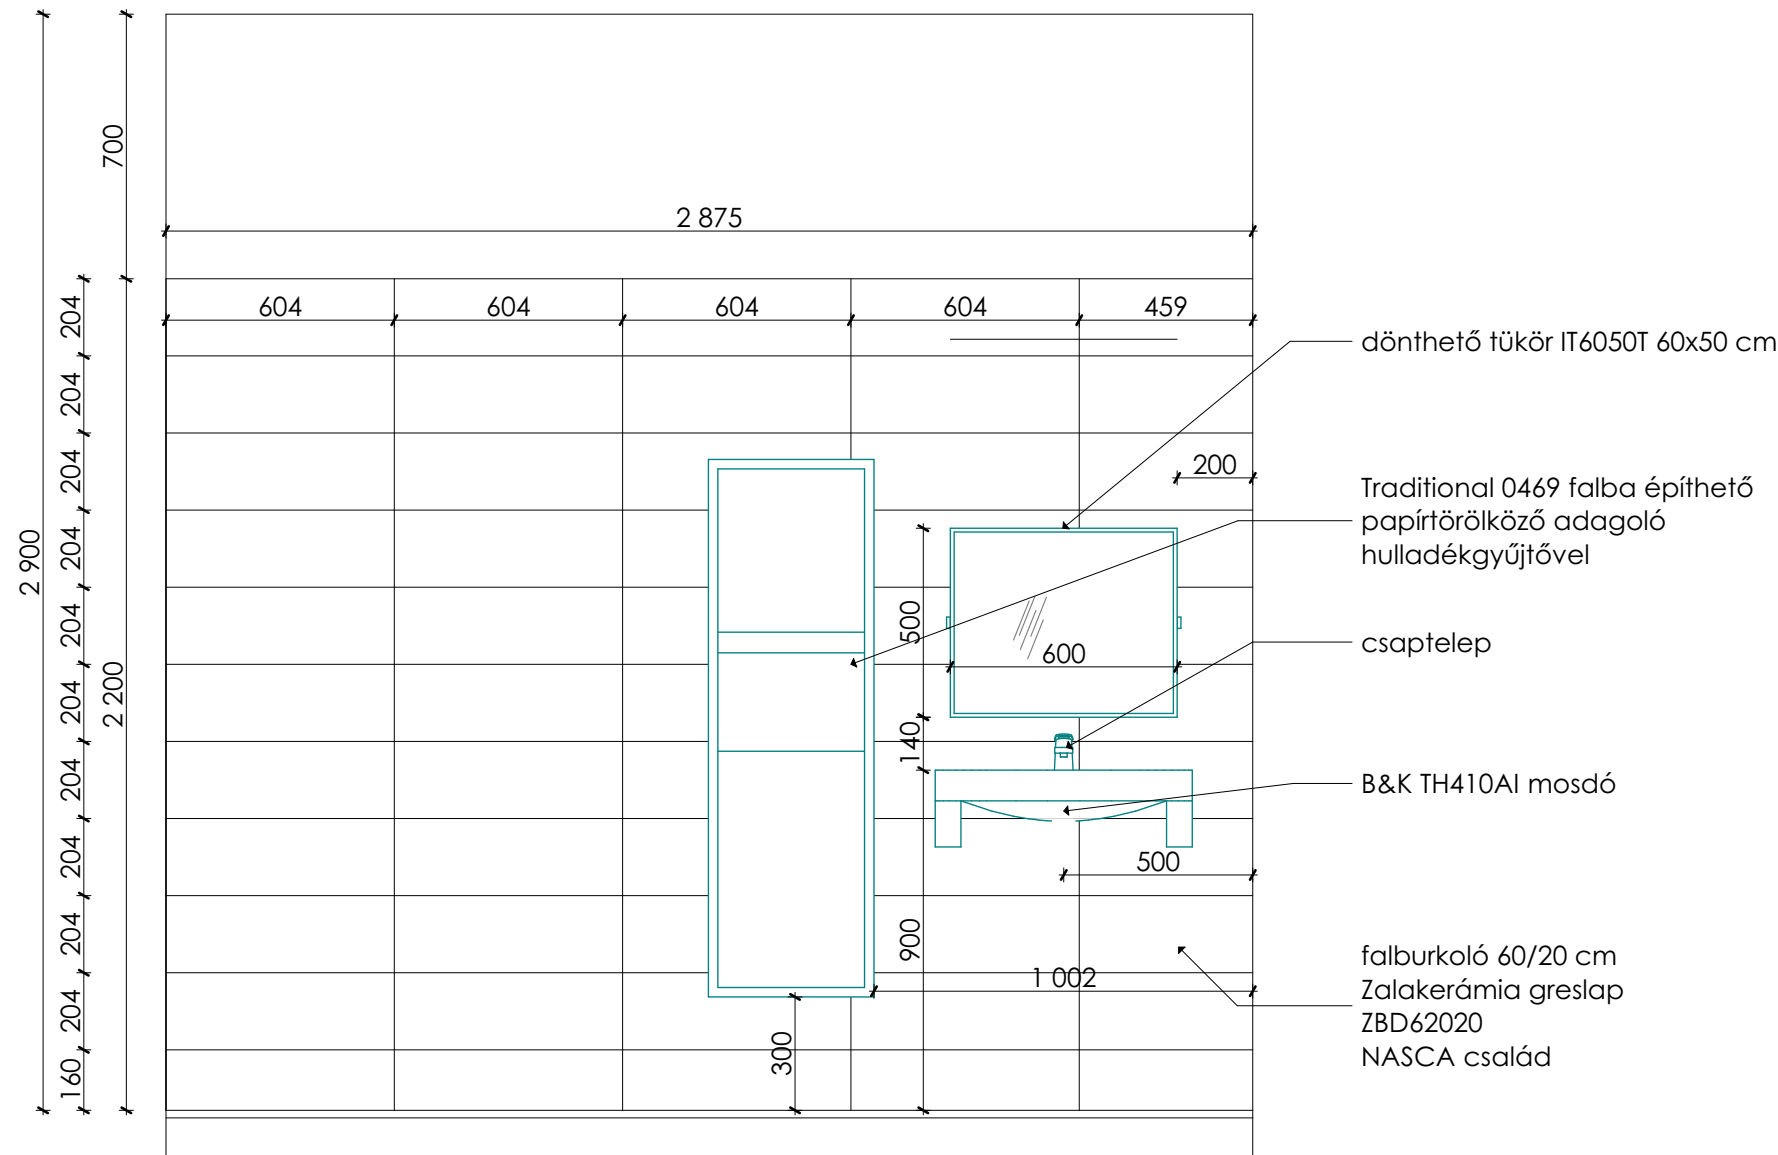 700
2 875
604
604
604
604
459
204
204
204
204
204
204
204
204
204
204
160
2 900
2 200
dönthető tükör IT6050T 60x50 cm
200
Traditional 0469 falba építhető
papírtörölköző adagoló
hulladékgyűjtővel
500
600
csaptelep
140
B&K TH410AI mosdó
500
900
1 002
300
falburkoló 60/20 cm
Zalakerámia greslap
ZBD62020
NASCA család